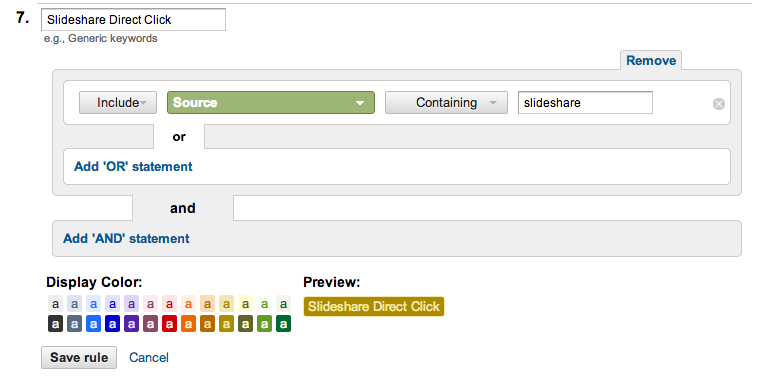 7. Slideshare Direct Click
e.g., Generic keywords
Remove
Include Source Containing slideshare
or
Add 'OR' statement
and
Add 'AND' statement
Display Color: Preview:
a a a a a a a a a a a a a
Slideshare Direct Click
a a a a a a a a a a a a a
Save rule Cancel